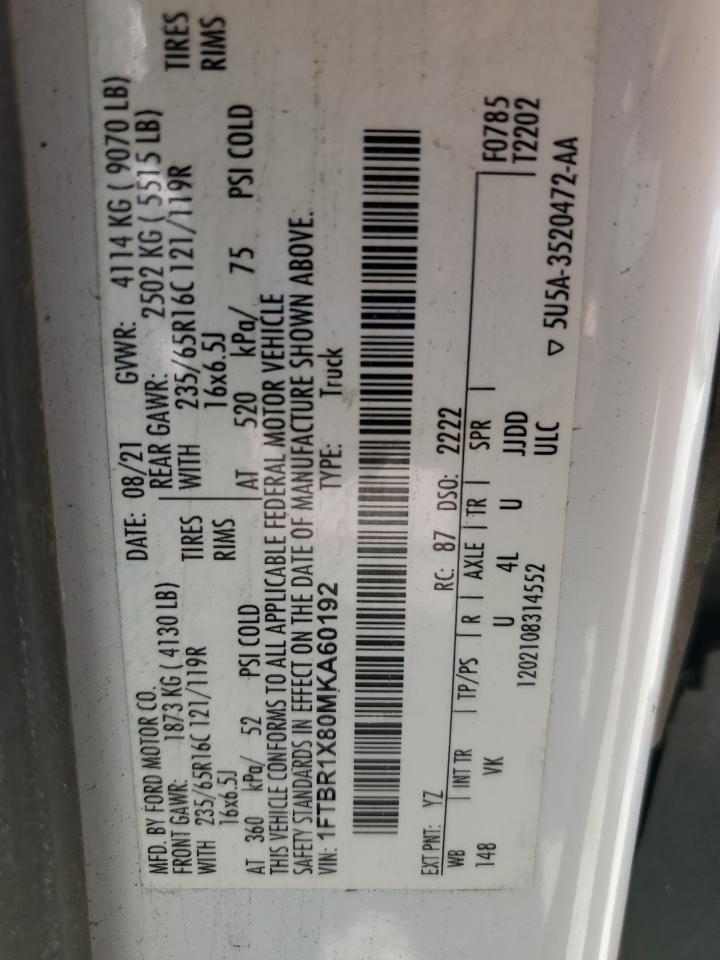 MFD. BY FORD MOTOR CO.
DATE: 08/21 GVWR: 4114 KG ( 9070 LB)
FRONT GAWR: 1873 KG ( 4130 LB)
REAR GAWR: 2502 KG ( 5515 LB)
WITH 235/65R16C 121/119R TIRES
WITH 235/65R16C 121/119R TIRES
16x6.5J RIMS
16x6.5J RIMS
AT 360 kPa/ 52 PSI COLD
AT 520 kPa/ 75 PSI COLD
THIS VEHICLE CONFORMS TO ALL APPLICABLE FEDERAL MOTOR VEHICLE
SAFETY STANDARDS IN EFFECT ON THE DATE OF MANUFACTURE SHOWN ABOVE.
VIN: 1FTBR1X80MKA60192 TYPE: Truck
EXT PNT: YZ RC: 87 DSO: 2222 F0785
WB INT TR TP/PS R AXLE TR SPR T2202
148 VK U 4L U JJDD
1202108314552 ULC ▽ 5U5A-3520472-AA